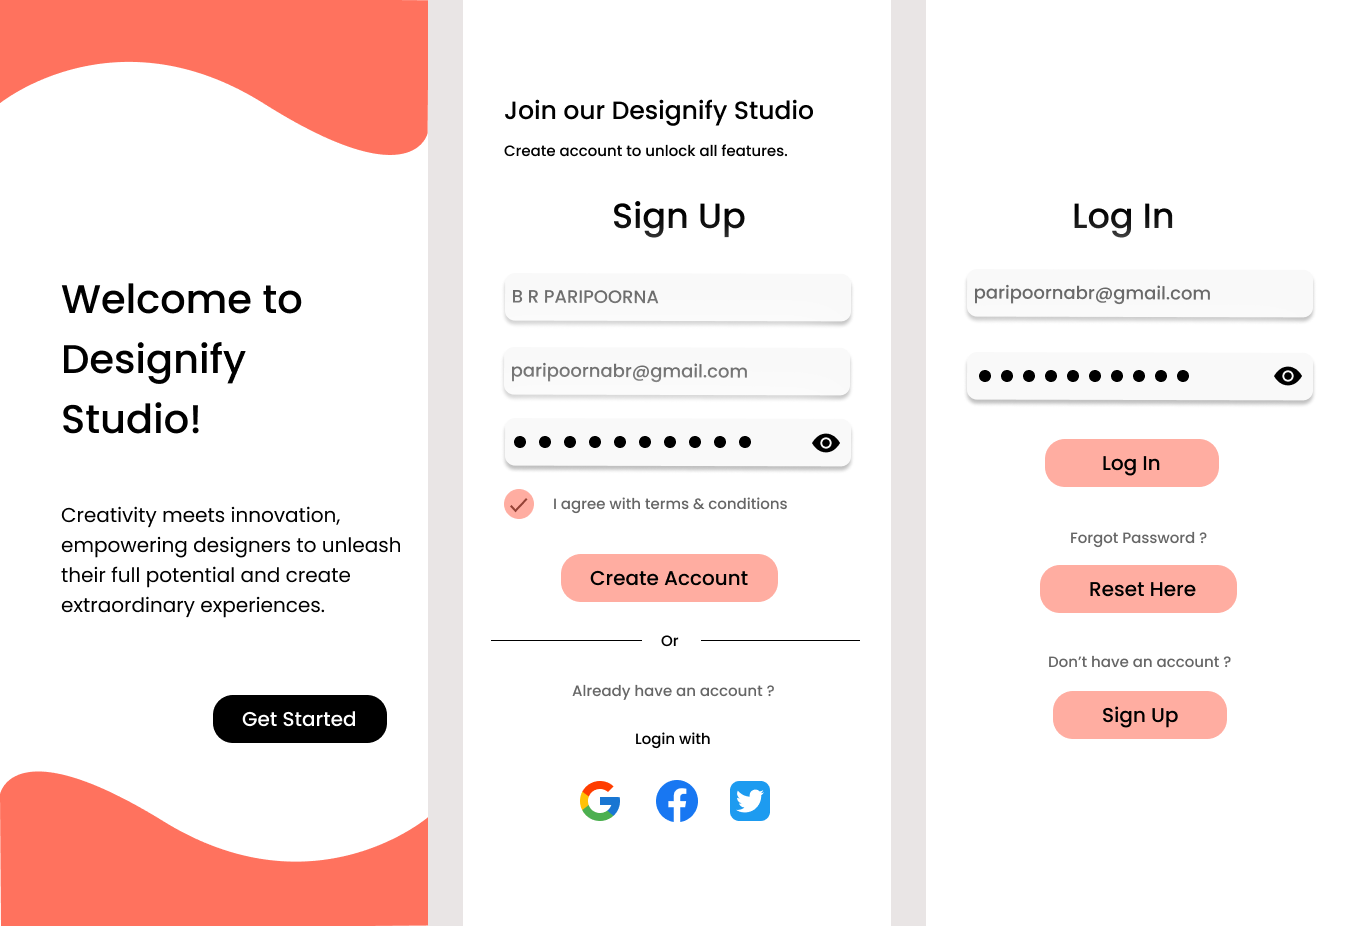 Welcome to
Designify
Studio!
Creativity meets innovation,
empowering designers to unleash
their full potential and create
extraordinary experiences.
Get Started
Join our Designify Studio
Create account to unlock all features.
Sign Up
B R PARIPOORNA
paripoornabr@gmail.com
I agree with terms & conditions
Create Account
Or
Already have an account ?
Login with
Log In
paripoornabr@gmail.com
Log In
Forgot Password ?
Reset Here
Don’t have an account ?
Sign Up